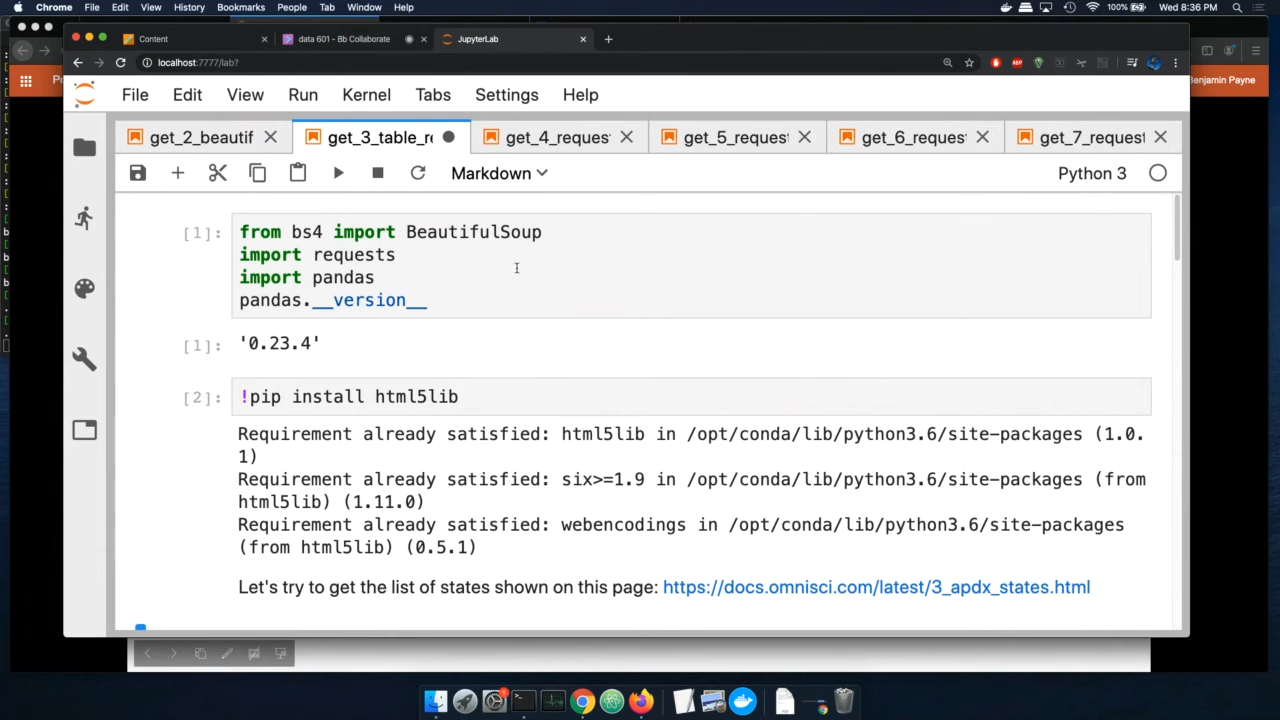 Chrome File Edit View History Bookmarks People Tab Window Help 100% Wed 8:36 PM
Content data 601 - Bb Collaborate JupyterLab
localhost:7777/lab?
Benjamin Payne
File Edit View Run Kernel Tabs Settings Help
get_2_beautif get_3_table_re get_4_request get_5_request get_6_request get_7_request
Markdown Python 3
[1]: from bs4 import BeautifulSoup
import requests
import pandas
pandas.__version__
[1]: '0.23.4'
[2]: !pip install html5lib
Requirement already satisfied: html5lib in /opt/conda/lib/python3.6/site-packages (1.0.
1)
Requirement already satisfied: six>=1.9 in /opt/conda/lib/python3.6/site-packages (from
html5lib) (1.11.0)
Requirement already satisfied: webencodings in /opt/conda/lib/python3.6/site-packages
(from html5lib) (0.5.1)
Let's try to get the list of states shown on this page: https://docs.omnisci.com/latest/3_apdx_states.html